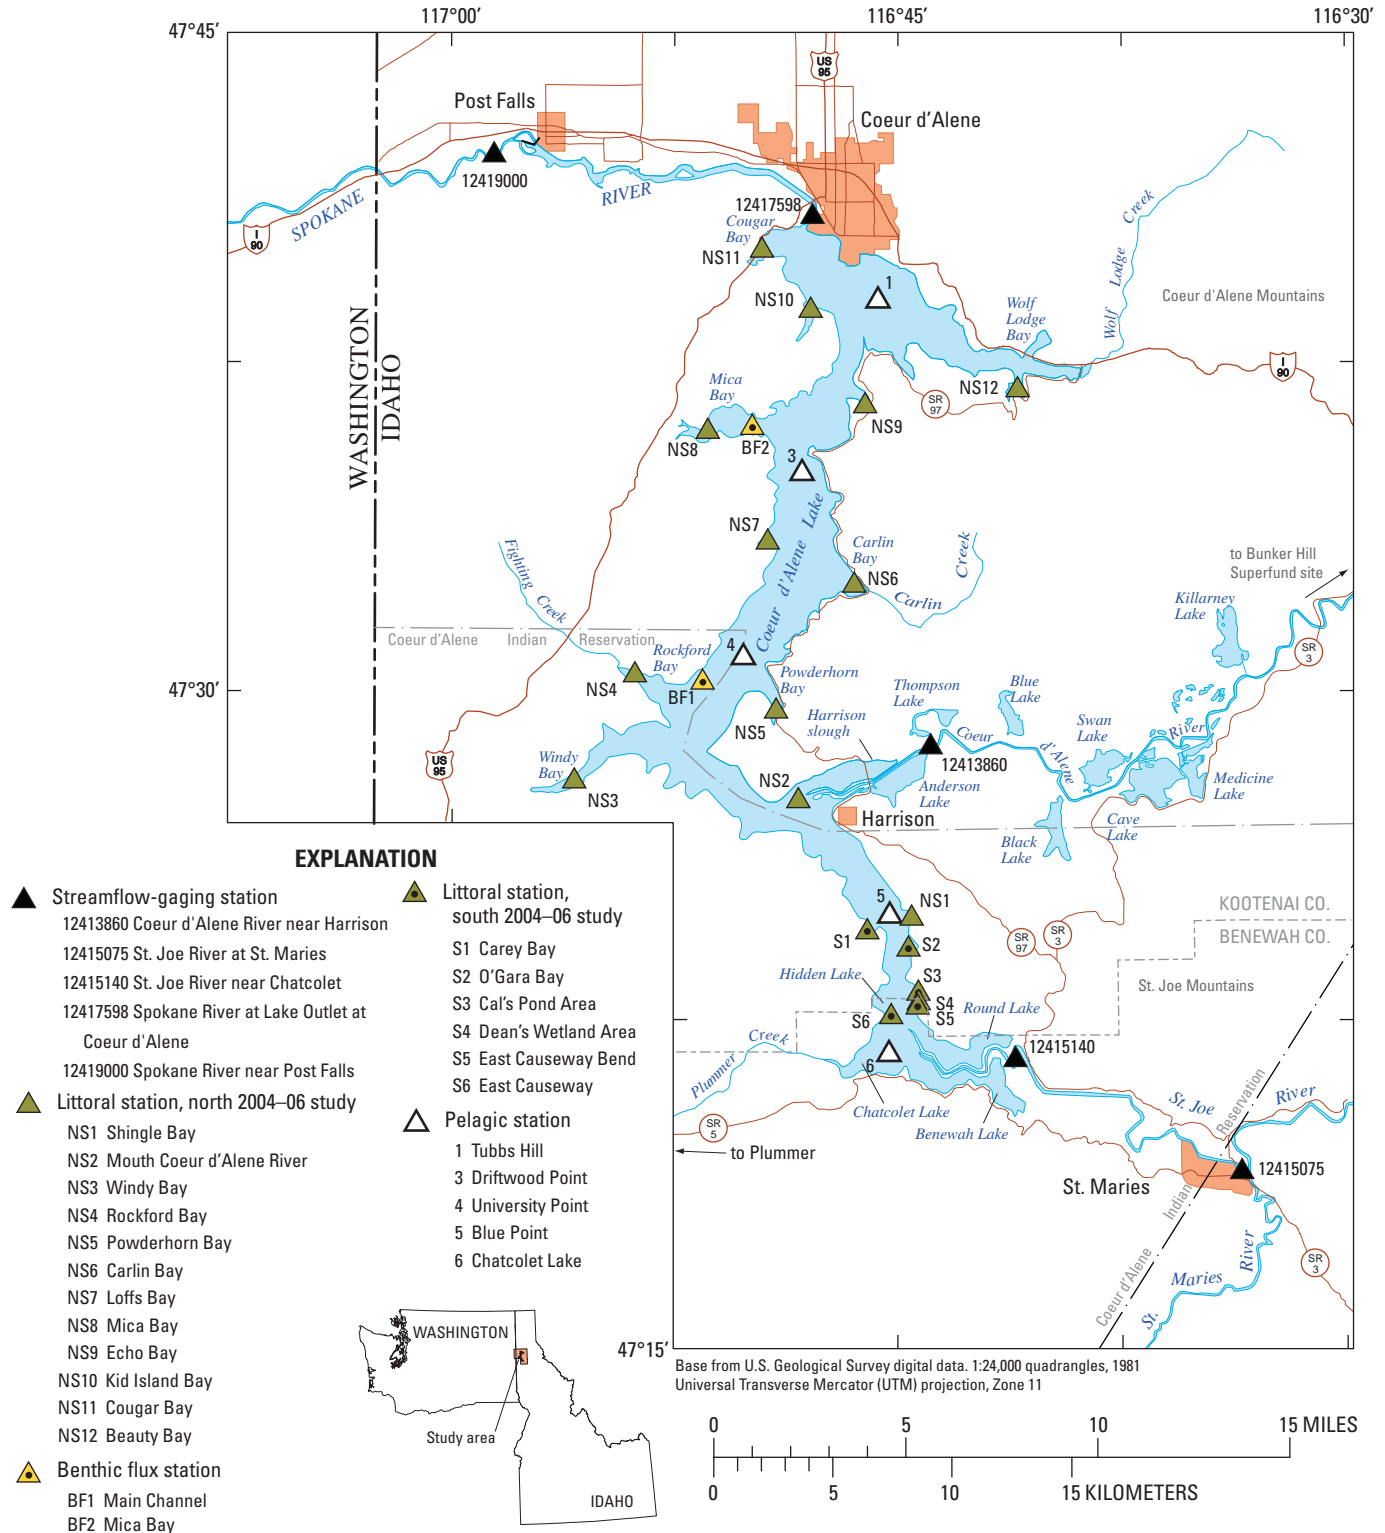 117°00′
116°45′
116°30′
47°45′
US
95
Post Falls
Coeur d'Alene
12419000
SPOKANE
RIVER
12417598
Cougar
Bay
NS11
I
90
Creek
Lodge
Wolf
NS10
1
Wolf
Lodge
Bay
Coeur d'Alene Mountains
WASHINGTON
IDAHO
Mica
Bay
NS12
SR
97
I
90
NS8
BF2
NS9
3
NS7
Coeur d'Alene Lake
Carlin
Bay
NS6
Carlin
Creek
Fighting
Creek
to Bunker Hill
Superfund site
Killarney
Lake
Coeur d'Alene Indian Reservation
SR
3
Rockford
Bay
4
47°30′
NS4
BF1
Powderhorn
Bay
NS5
Thompson
Lake
Blue
Lake
Harrison
slough
Coeur
d'Alene
River
Swan
Lake
12413860
US
95
Windy
Bay
NS3
NS2
Anderson
Lake
Medicine
Lake
Harrison
Cave
Lake
Black
Lake
5
NS1
S1
S2
KOOTENAI CO.
BENEWAH CO.
SR
97
SR
3
Hidden Lake
S3
S4
S5
S6
St. Joe Mountains
Round Lake
Plummer
Creek
6
12415140
Chatcolet Lake
Benewah Lake
SR
5
to Plummer
St. Joe
River
Coeur d'Alene
Indian
Reservation
St. Maries
12415075
St.
Maries
River
SR
3
47°15′
EXPLANATION
Streamflow-gaging station
12413860 Coeur d'Alene River near Harrison
12415075 St. Joe River at St. Maries
12415140 St. Joe River near Chatcolet
12417598 Spokane River at Lake Outlet at
Coeur d'Alene
12419000 Spokane River near Post Falls
Littoral station, north 2004–06 study
NS1 Shingle Bay
NS2 Mouth Coeur d'Alene River
NS3 Windy Bay
NS4 Rockford Bay
NS5 Powderhorn Bay
NS6 Carlin Bay
NS7 Loffs Bay
NS8 Mica Bay
NS9 Echo Bay
NS10 Kid Island Bay
NS11 Cougar Bay
NS12 Beauty Bay
Benthic flux station
BF1 Main Channel
BF2 Mica Bay
Littoral station,
south 2004–06 study
S1 Carey Bay
S2 O'Gara Bay
S3 Cal's Pond Area
S4 Dean's Wetland Area
S5 East Causeway Bend
S6 East Causeway
Pelagic station
1 Tubbs Hill
3 Driftwood Point
4 University Point
5 Blue Point
6 Chatcolet Lake
WASHINGTON
Study area
IDAHO
Base from U.S. Geological Survey digital data. 1:24,000 quadrangles, 1981
Universal Transverse Mercator (UTM) projection, Zone 11
0 5 10 15 MILES
0 5 10 15 KILOMETERS